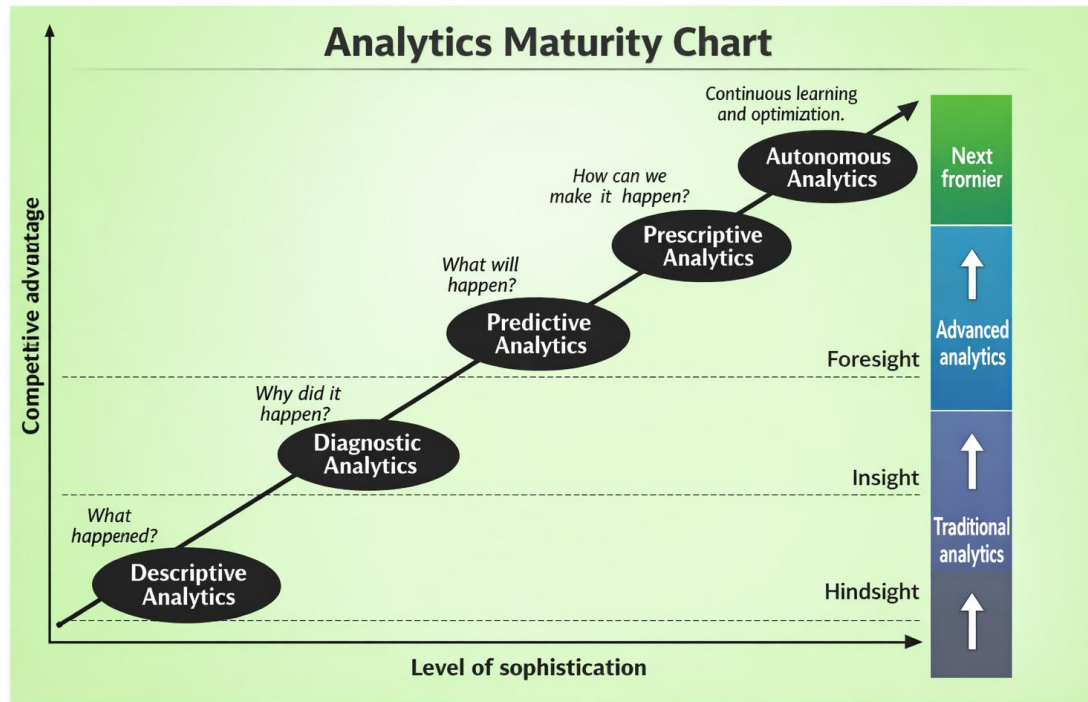 Analytics Maturity Chart
Continuous learning
and optimization.
Autonomous
Analytics
Next
frornier
How can we
make it happen?
Prescriptive
Analytics
What will
happen?
Predictive
Analytics
Advanced
analytics
Foresight
Why did it
happen?
Diagnostic
Analytics
Insight
What
happened?
Traditional
analytics
Descriptive
Analytics
Hindsight
Competitive advautage
Level of sophistication